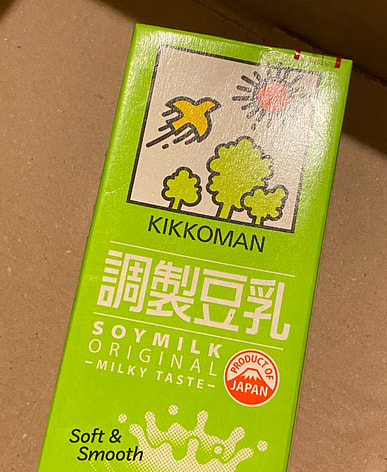 KIKKOMAN
調製豆乳
SOYMILK
ORIGINAL
–MILKY TASTE–
PRODUCT OF
JAPAN
Soft &
Smooth